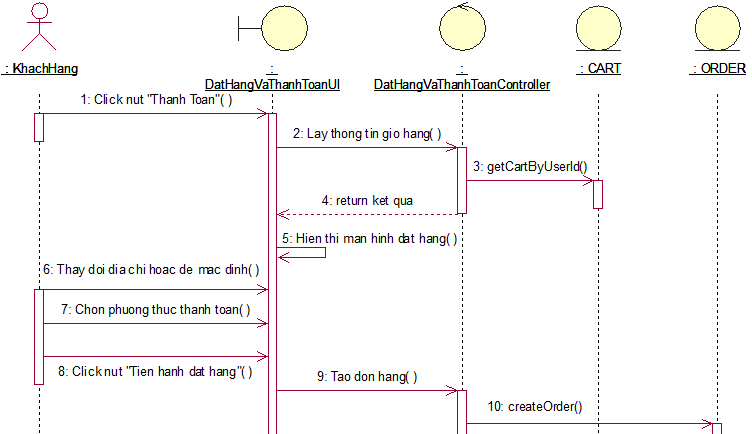 : KhachHang
:
DatHangVaThanhToanUI
:
DatHangVaThanhToanController
: CART
: ORDER
1: Click nut "Thanh Toan"( )
2: Lay thong tin gio hang( )
3: getCartByUserId()
4: return ket qua
5: Hien thi man hinh dat hang( )
6: Thay doi dia chi hoac de mac dinh( )
7: Chon phuong thuc thanh toan( )
8: Click nut "Tien hanh dat hang"( )
9: Tao don hang( )
10: createOrder()